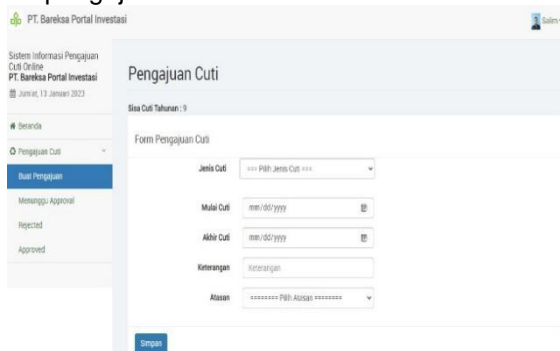 PT. Bareksa Portal Investasi
Salim
Sistem Informasi Pengajuan
Cuti Online
PT. Bareksa Portal Investasi
Jum'at, 13 Januari 2023
Beranda
Pengajuan Cuti
Buat Pengajuan
Menunggu Approval
Rejected
Approved
Pengajuan Cuti
Sisa Cuti Tahunan : 9
Form Pengajuan Cuti
Jenis Cuti === Pilih Jenis Cuti ===
Mulai Cuti mm/dd/yyyy
Akhir Cuti mm/dd/yyyy
Keterangan Keterangan
Atasan ======== Pilih Atasan ========
Simpan